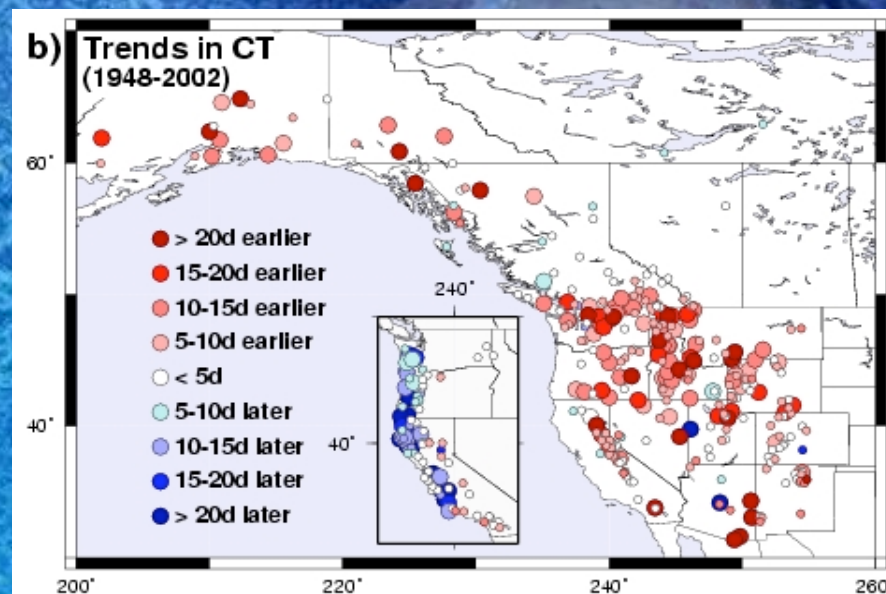 b) Trends in CT
(1948-2002)
60˚
> 20d earlier
15-20d earlier
10-15d earlier
5-10d earlier
< 5d
5-10d later
10-15d later
15-20d later
> 20d later
240˚
40˚
40˚
200˚
220˚
240˚
260